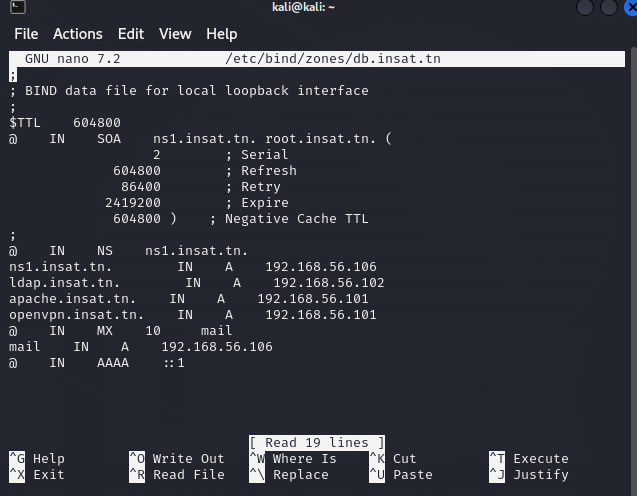 kali@kali: ~
File Actions Edit View Help
GNU nano 7.2 /etc/bind/zones/db.insat.tn
;
; BIND data file for local loopback interface
;
$TTL 604800
@ IN SOA ns1.insat.tn. root.insat.tn. (
2 ; Serial
604800 ; Refresh
86400 ; Retry
2419200 ; Expire
604800 ) ; Negative Cache TTL
;
@ IN NS ns1.insat.tn.
ns1.insat.tn. IN A 192.168.56.106
ldap.insat.tn. IN A 192.168.56.102
apache.insat.tn. IN A 192.168.56.101
openvpn.insat.tn. IN A 192.168.56.101
@ IN MX 10 mail
mail IN A 192.168.56.106
@ IN AAAA ::1
[ Read 19 lines ]
^G Help ^O Write Out ^W Where Is ^K Cut ^T Execute
^X Exit ^R Read File ^\ Replace ^U Paste ^J Justify